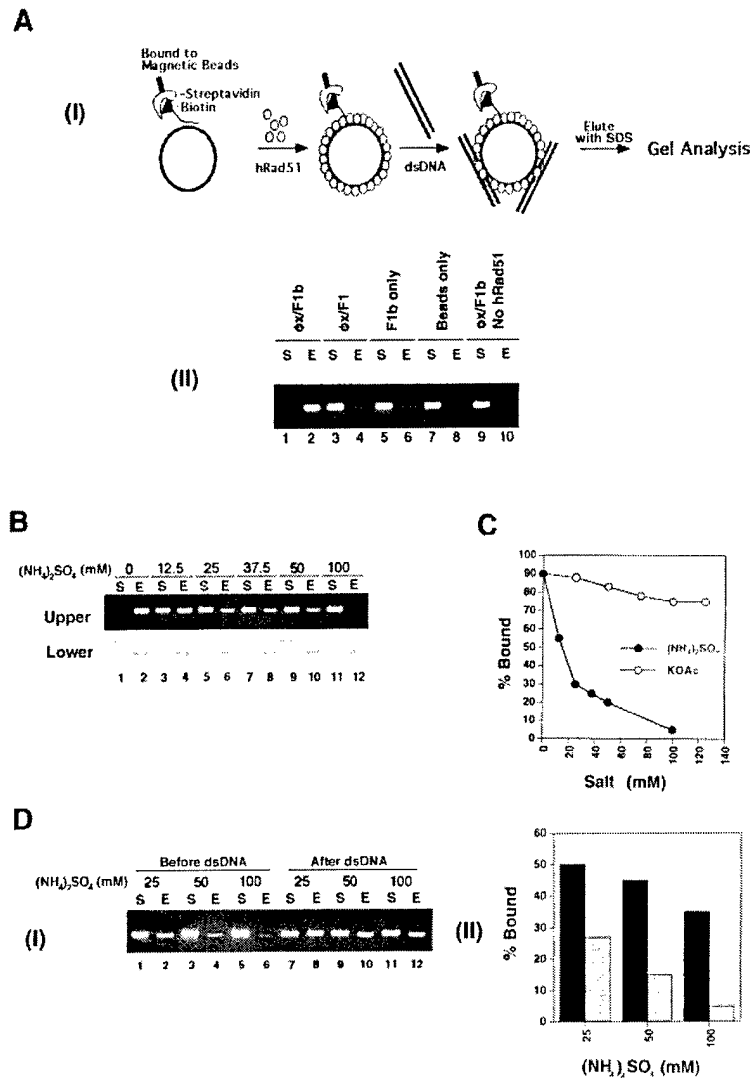 A
Bound to
Magnetic Beads
-Streptavidin
Biotin
(I)
hRad51
dsDNA
Elute
with SDS
Gel Analysis
øx/F1b
øx/F1
F1b only
Beads only
øx/F1b
No hRad51
S E S E S E S E S E
(II)
1 2 3 4 5 6 7 8 9 10
B
(NH₄)₂SO₄ (mM)
0 12.5 25 37.5 50 100
S E S E S E S E S E S E
Upper
Lower
1 2 3 4 5 6 7 8 9 10 11 12
C
100
90
80
70
60
50
40
30
20
10
0
% Bound
(NH₄)₂SO₄
KOAc
0 20 40 60 80 100 120 140
Salt (mM)
D
Before dsDNA After dsDNA
(NH₄)₂SO₄ (mM)
25 50 100 25 50 100
S E S E S E S E S E S E
(I)
1 2 3 4 5 6 7 8 9 10 11 12
(II)
60
50
40
30
20
10
0
% Bound
25 50 100
(NH₄)₂SO₄ (mM)